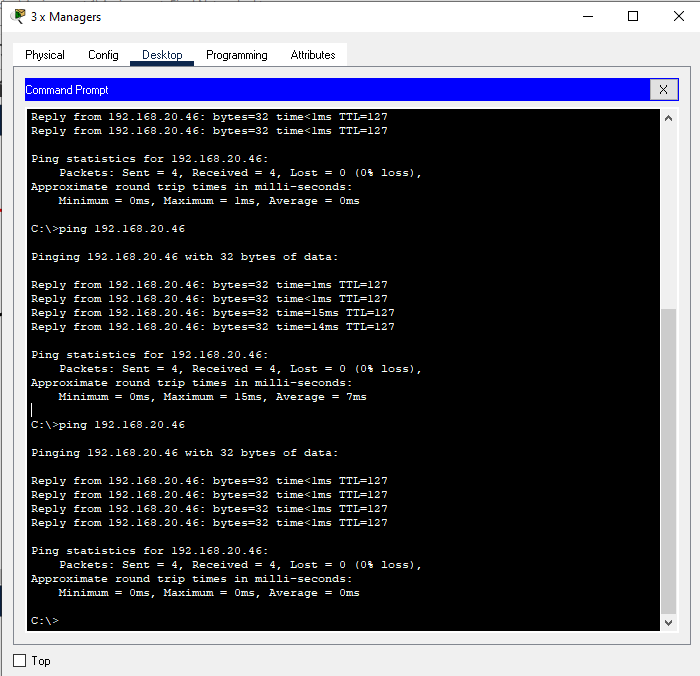 3 x Managers
Physical Config Desktop Programming Attributes
Command Prompt X
Reply from 192.168.20.46: bytes=32 time<1ms TTL=127
Reply from 192.168.20.46: bytes=32 time<1ms TTL=127
Ping statistics for 192.168.20.46:
Packets: Sent = 4, Received = 4, Lost = 0 (0% loss),
Approximate round trip times in milli-seconds:
Minimum = 0ms, Maximum = 1ms, Average = 0ms
C:\>ping 192.168.20.46
Pinging 192.168.20.46 with 32 bytes of data:
Reply from 192.168.20.46: bytes=32 time=1ms TTL=127
Reply from 192.168.20.46: bytes=32 time<1ms TTL=127
Reply from 192.168.20.46: bytes=32 time=15ms TTL=127
Reply from 192.168.20.46: bytes=32 time=14ms TTL=127
Ping statistics for 192.168.20.46:
Packets: Sent = 4, Received = 4, Lost = 0 (0% loss),
Approximate round trip times in milli-seconds:
Minimum = 0ms, Maximum = 15ms, Average = 7ms
C:\>ping 192.168.20.46
Pinging 192.168.20.46 with 32 bytes of data:
Reply from 192.168.20.46: bytes=32 time<1ms TTL=127
Reply from 192.168.20.46: bytes=32 time<1ms TTL=127
Reply from 192.168.20.46: bytes=32 time<1ms TTL=127
Reply from 192.168.20.46: bytes=32 time<1ms TTL=127
Ping statistics for 192.168.20.46:
Packets: Sent = 4, Received = 4, Lost = 0 (0% loss),
Approximate round trip times in milli-seconds:
Minimum = 0ms, Maximum = 0ms, Average = 0ms
C:\>
Top